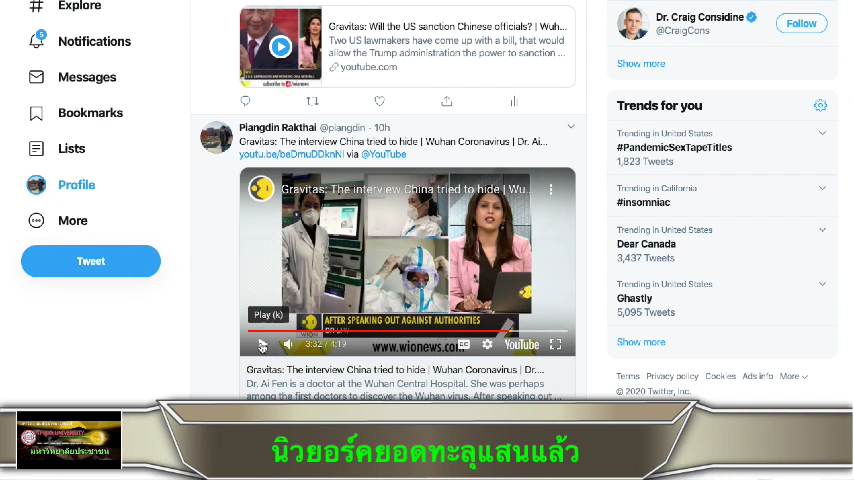 Explore
5
Notifications
Messages
Bookmarks
Lists
Profile
More
Tweet
Gravitas: Will the US sanction Chinese officials? | Wuh...
Two US lawmakers have come up with a bill, that would
allow the Trump administration the power to sanction ...
youtube.com
Piangdin Rakthai @piangdin · 10h
Gravitas: The interview China tried to hide | Wuhan Coronavirus | Dr. Ai...
youtu.be/beDmuDDknNI via @YouTube
Gravitas: The interview China tried to hide | Wu...
Play (k)
AFTER SPEAKING OUT AGAINST AUTHORITIES
www.wionews.com
3:32 / 4:19
CC
YouTube
Gravitas: The interview China tried to hide | Wuhan Coronavirus | Dr....
Dr. Ai Fen is a doctor at the Wuhan Central Hospital. She was perhaps
among the first doctors to discover the Wuhan virus. After speaking out ...
Dr. Craig Considine
@CraigCons
Follow
Show more
Trends for you
Trending in United States
#PandemicSexTapeTitles
1,823 Tweets
Trending in California
#insomniac
Trending in United States
Dear Canada
3,437 Tweets
Trending in United States
Ghastly
5,095 Tweets
Show more
Terms Privacy policy Cookies Ads info More
© 2020 Twitter, Inc.
มหาวิทยาลัยประชาชน
นิวยอร์คยอดทะลุแสนแล้ว